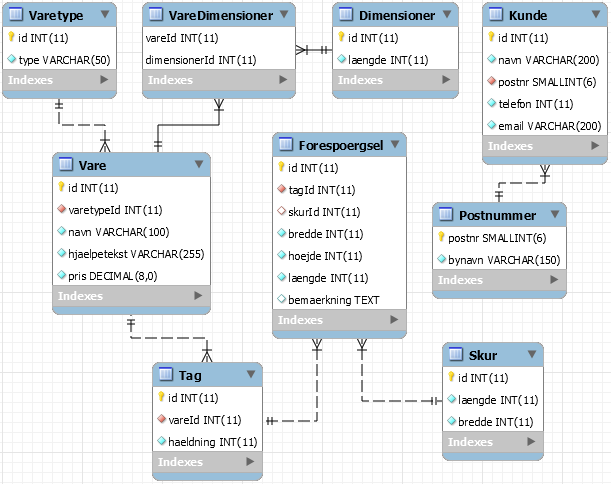 Varetype
id INT(11)
type VARCHAR(50)
Indexes
VareDimensioner
vareId INT(11)
dimensionerId INT(11)
Indexes
Dimensioner
id INT(11)
længde INT(11)
Indexes
Kunde
id INT(11)
navn VARCHAR(200)
postnr SMALLINT(6)
telefon INT(11)
email VARCHAR(200)
Indexes
Vare
id INT(11)
varetypeId INT(11)
navn VARCHAR(100)
hjaelpetekst VARCHAR(255)
pris DECIMAL(8,0)
Indexes
Forespoergsel
id INT(11)
tagId INT(11)
skurId INT(11)
bredde INT(11)
hoejde INT(11)
længde INT(11)
bemaerkning TEXT
Indexes
Postnummer
postnr SMALLINT(6)
bynavn VARCHAR(150)
Indexes
Tag
id INT(11)
vareId INT(11)
haeldning INT(11)
Indexes
Skur
id INT(11)
længde INT(11)
bredde INT(11)
Indexes